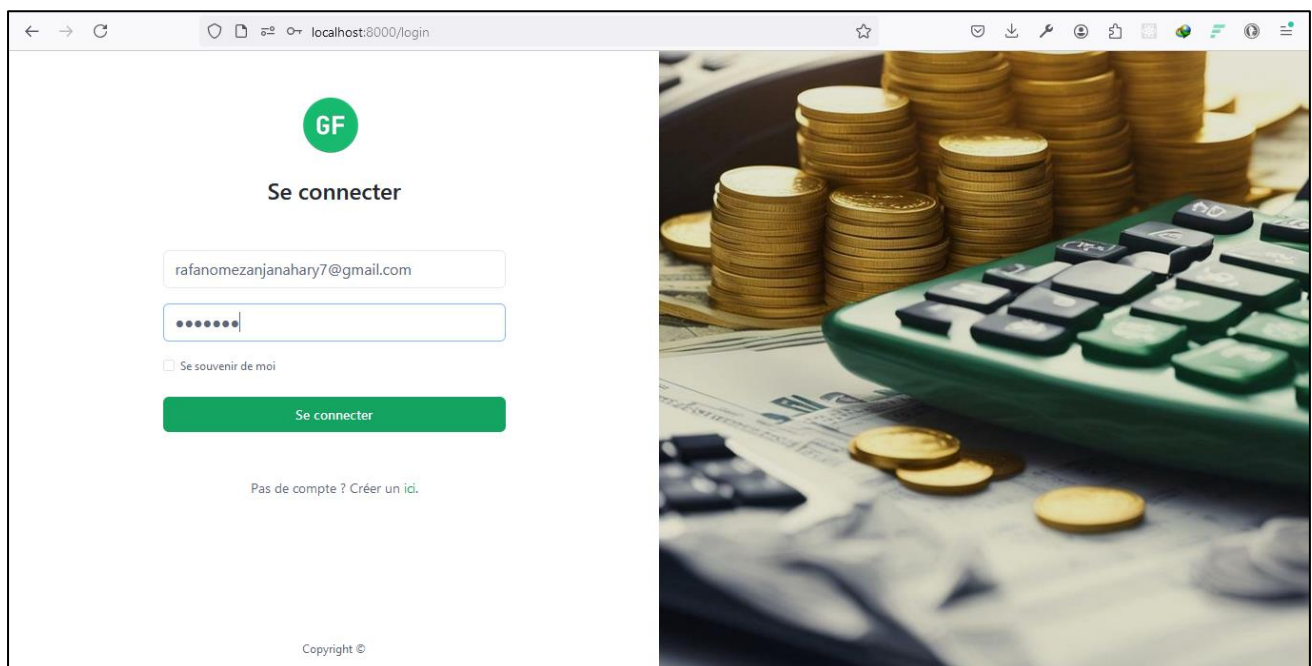 localhost:8000/login
GF
Se connecter
rafanomezanjanahary7@gmail.com
•••••••
Se souvenir de moi
Se connecter
Pas de compte ? Créer un ici.
Copyright ©